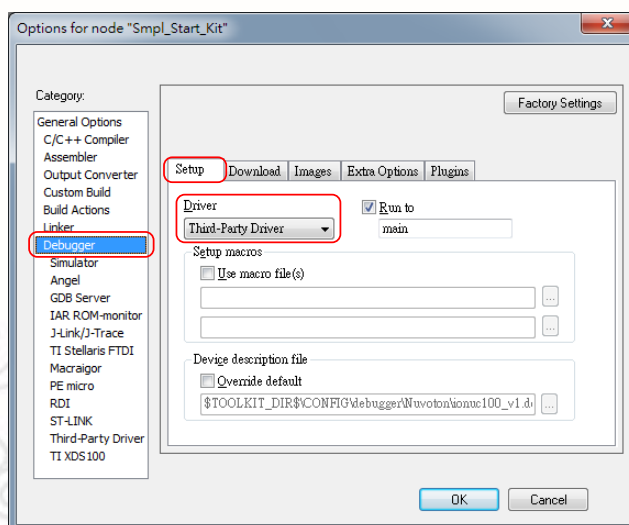 Options for node "Smpl_Start_Kit"
Category:
Factory Settings
General Options
C/C++ Compiler
Assembler
Output Converter
Custom Build
Build Actions
Linker
Debugger
Simulator
Angel
GDB Server
IAR ROM-monitor
J-Link/J-Trace
TI Stellaris FTDI
Macraigor
PE micro
RDI
ST-LINK
Third-Party Driver
TI XDS100
Setup Download Images Extra Options Plugins
Driver
Third-Party Driver
Run to
main
Setup macros
Use macro file(s)
...
...
Device description file
Override default
$TOOLKIT_DIR$\CONFIG\debugger\Nuvoton\ionuc100_v1.d
...
OK Cancel